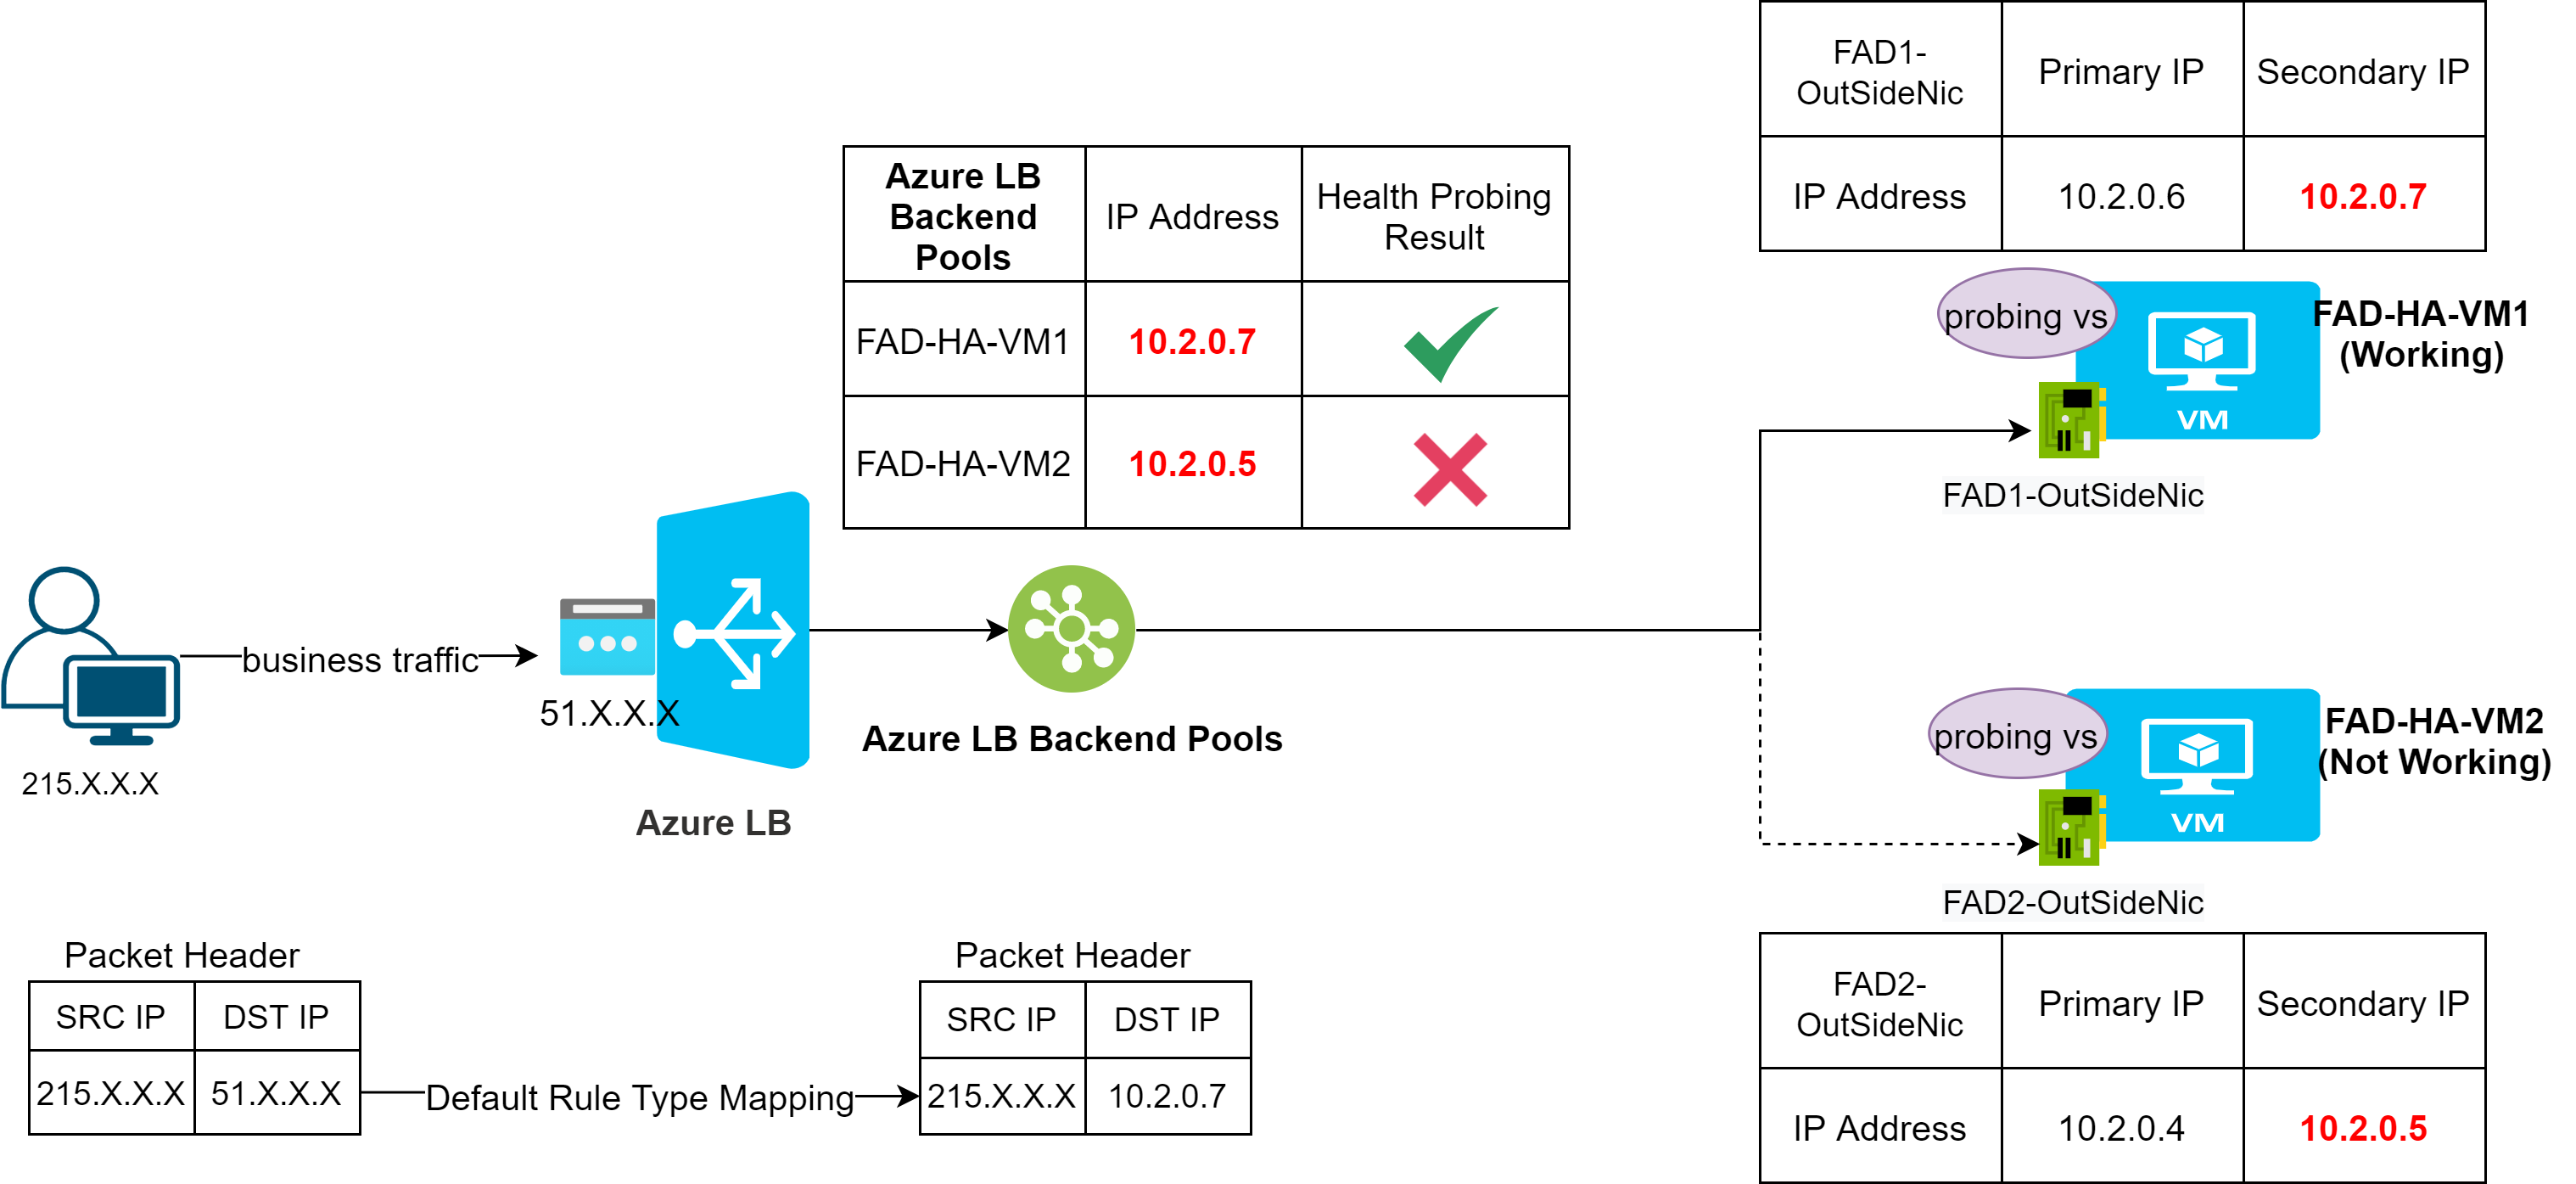 FAD1-
OutSideNic
Primary IP
Secondary IP
IP Address
10.2.0.6
10.2.0.7
Azure LB
Backend
Pools
IP Address
Health Probing
Result
FAD-HA-VM1
10.2.0.7
FAD-HA-VM2
10.2.0.5
probing vs
VM
FAD-HA-VM1
(Working)
FAD1-OutSideNic
business traffic
215.X.X.X
51.X.X.X
Azure LB
Azure LB Backend Pools
probing vs
VM
FAD-HA-VM2
(Not Working)
FAD2-OutSideNic
Packet Header
SRC IP
DST IP
215.X.X.X
51.X.X.X
Default Rule Type Mapping
Packet Header
SRC IP
DST IP
215.X.X.X
10.2.0.7
FAD2-
OutSideNic
Primary IP
Secondary IP
IP Address
10.2.0.4
10.2.0.5